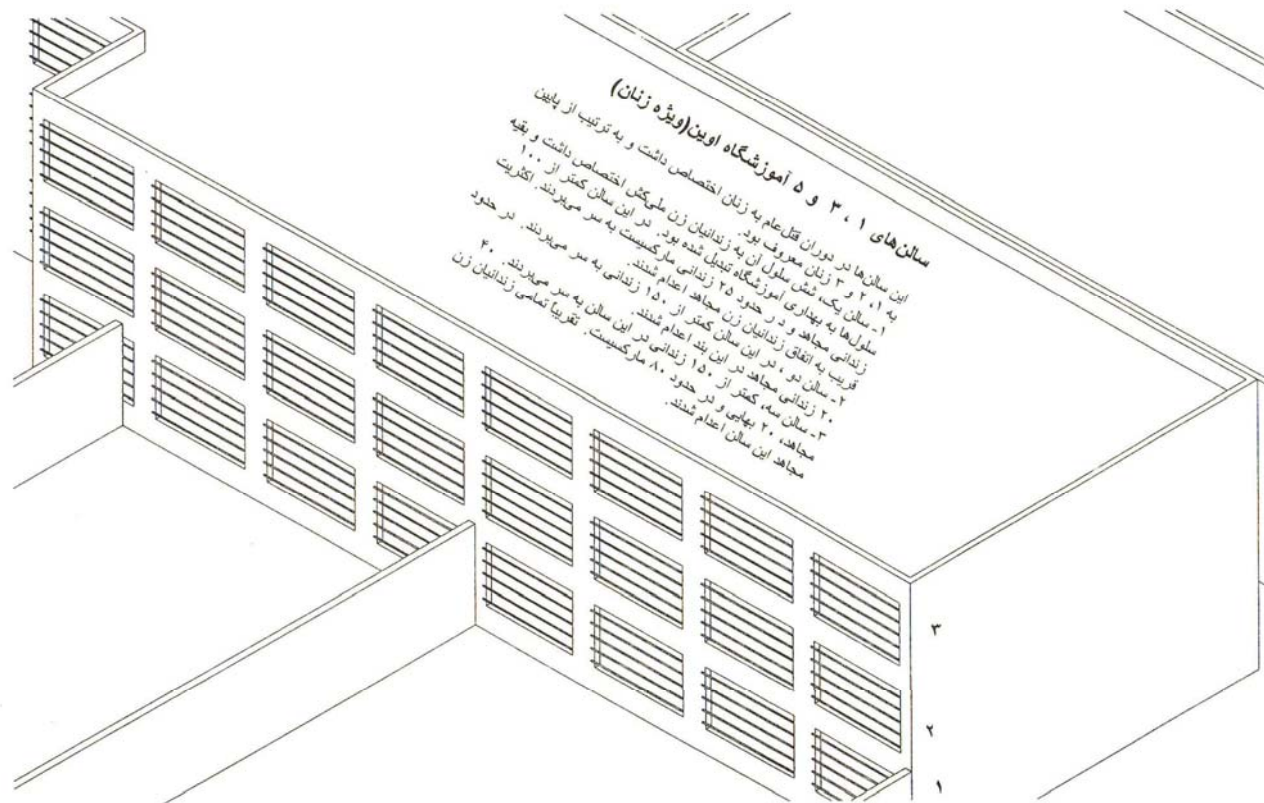 سالن‌های ۱ ، ۳ و ۵ آموزشگاه اوین(ویژه زنان)
این سالن‌ها در دوران قتل‌عام به زنان اختصاص داشت و به ترتیب از پایین
به ۱،۲ و ۳ زنان معروف بود.
۱ـ سالن یک، شش سلول آن به زندانیان زن ملی‌کش اختصاص داشت و بقیه
سلول‌ها به بهداری آموزشگاه تبدیل شده بود. در این سالن کمتر از ۱۰۰
زندانی مجاهد و در حدود ۲۵ زندانی مارکسیست به سر می‌بردند. اکثریت
قریب به اتفاق زندانیان زن مجاهد اعدام شدند.
۲ـ سالن دو ، در این سالن کمتر از ۱۵۰ زندانی به سر می‌بردند. در حدود
۲۰ زندانی مجاهد در این بند اعدام شدند.
۳ـ سالن سه، کمتر از ۱۵۰ زندانی در این سالن به سر می‌بردند. ۴۰
مجاهد، ۲۰ بهایی و در حدود ۸۰ مارکسیست. تقریباً تمامی زندانیان زن
مجاهد این سالن اعدام شدند.
۳
۲
۱